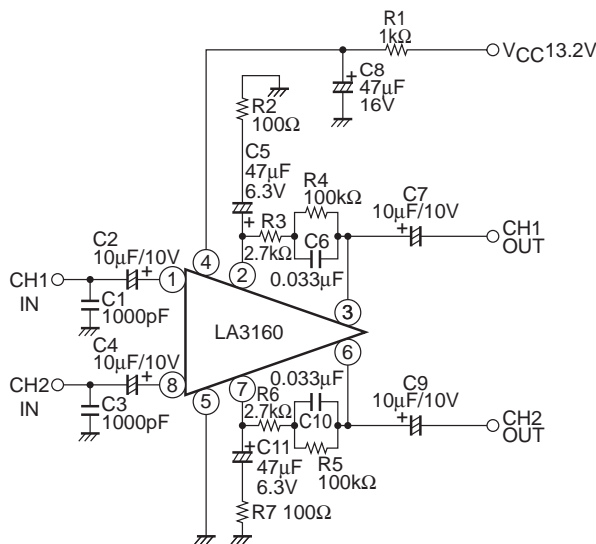 R1
1kΩ
VCC13.2V
+
C8
47μF
16V
R2
100Ω
C5
47μF
6.3V
+
R4
100kΩ
R3
2.7kΩ
C6
0.033μF
C7
10μF/10V
+
CH1
OUT
C2
10μF/10V
+
CH1
IN
C1
1000pF
1
4
2
3
LA3160
6
C4
10μF/10V
+
CH2
IN
C3
1000pF
8
5
7
0.033μF
R6
2.7kΩ
C10
C9
10μF/10V
+
CH2
OUT
+
C11
47μF
6.3V
R5
100kΩ
R7 100Ω